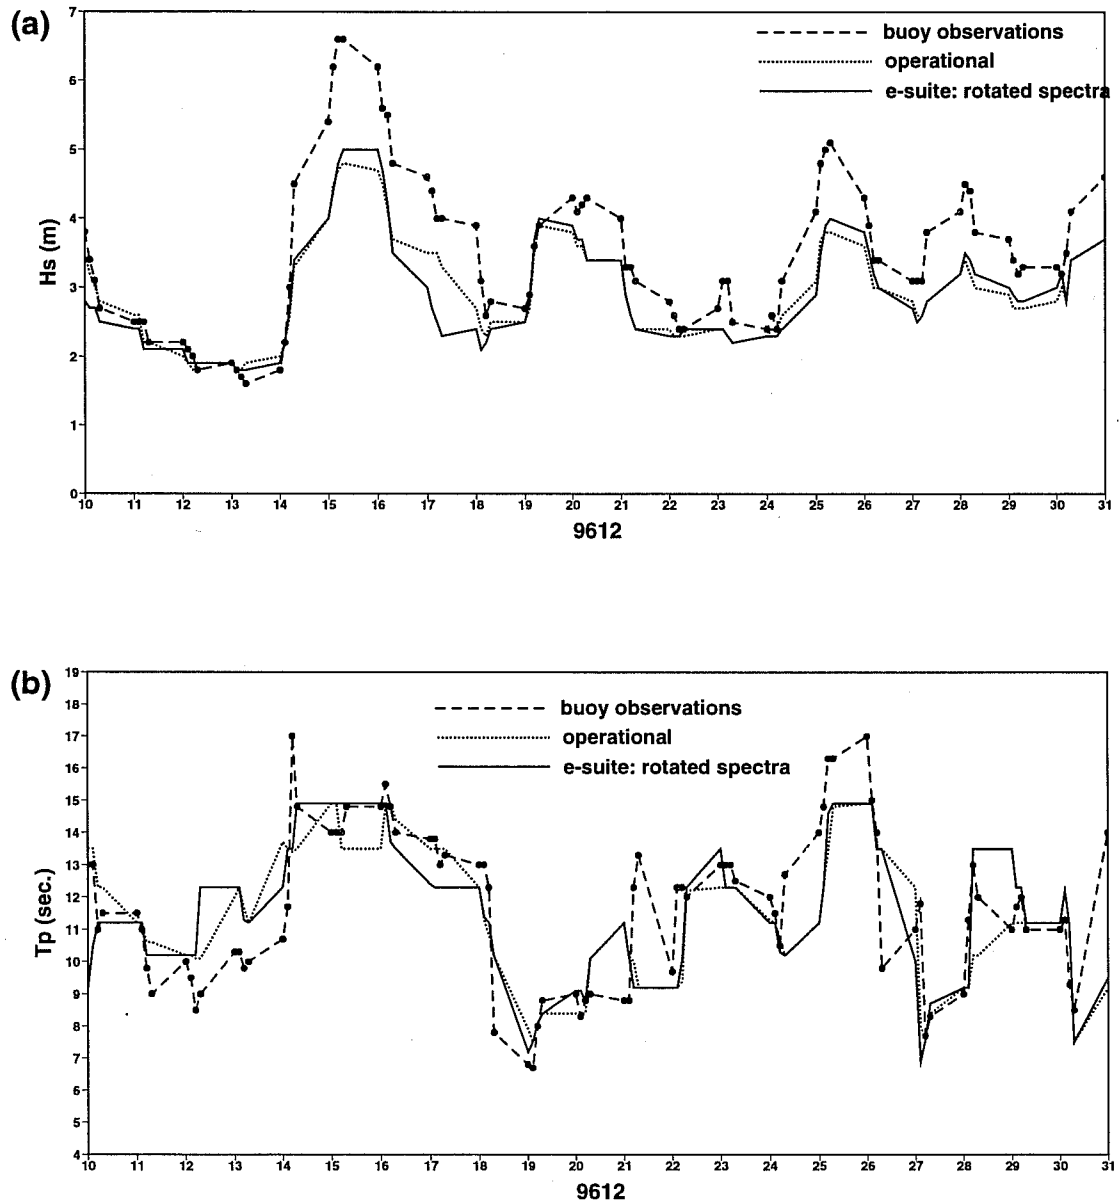 (a)
7
6
5
4
3
2
1
0
Hs (m)
buoy observations
operational
e-suite: rotated spectra
10 11 12 13 14 15 16 17 18 19 20 21 22 23 24 25 26 27 28 29 30 31
9612
(b)
19
18
17
16
15
14
13
12
11
10
9
8
7
6
5
4
Tp (sec.)
buoy observations
operational
e-suite: rotated spectra
10 11 12 13 14 15 16 17 18 19 20 21 22 23 24 25 26 27 28 29 30 31
9612